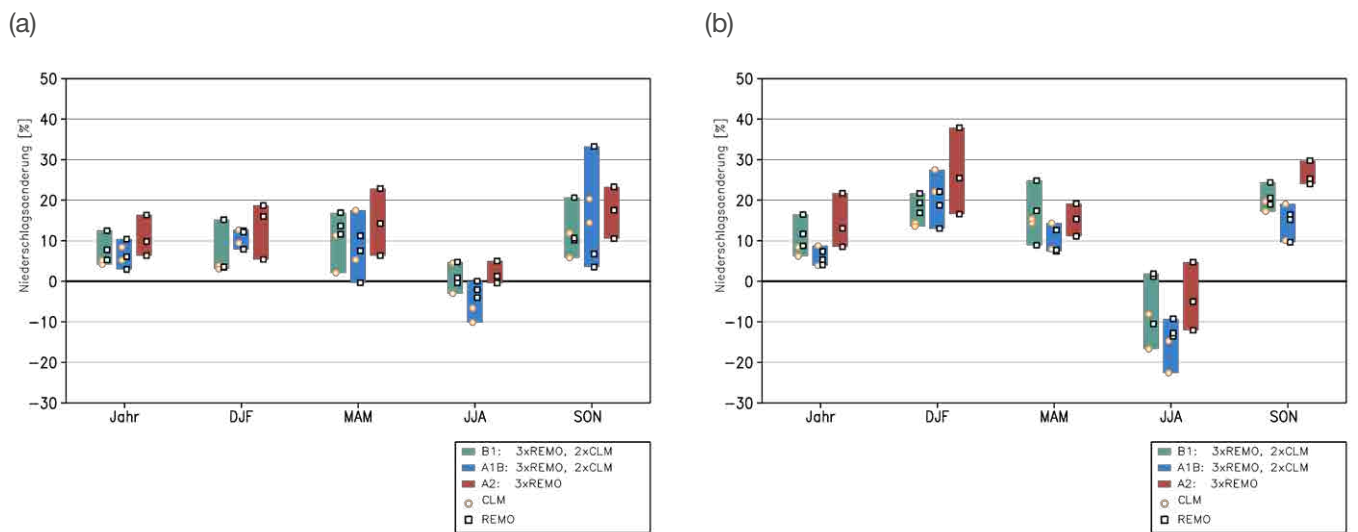 (a)
(b)
Niederschlagsaenderung [%]
50
40
30
20
10
0
−10
−20
−30
Jahr DJF MAM JJA SON
B1: 3xREMO, 2xCLM
A1B: 3xREMO, 2xCLM
A2: 3xREMO
CLM
REMO
Niederschlagsaenderung [%]
50
40
30
20
10
0
−10
−20
−30
Jahr DJF MAM JJA SON
B1: 3xREMO, 2xCLM
A1B: 3xREMO, 2xCLM
A2: 3xREMO
CLM
REMO